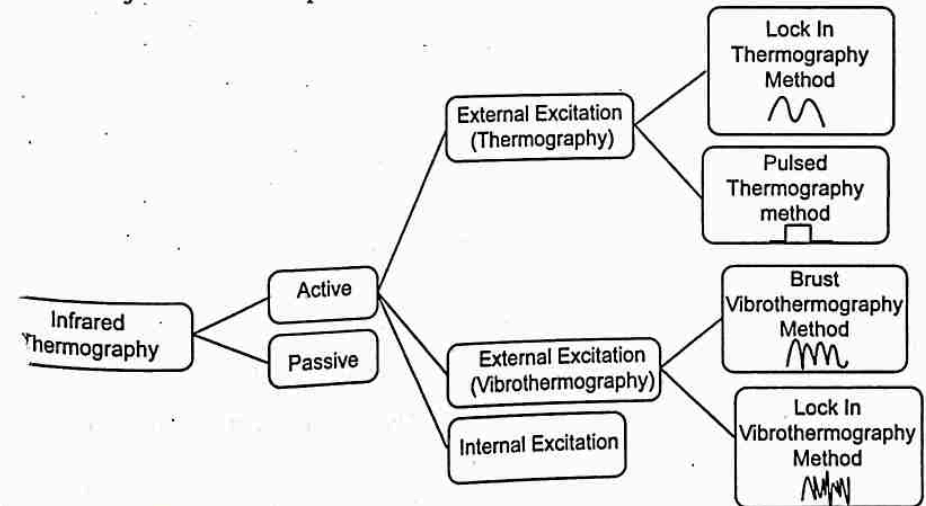 Infrared
Thermography
Active
Passive
External Excitation
(Thermography)
External Excitation
(Vibrothermography)
Internal Excitation
Lock In
Thermography
Method
Pulsed
Thermography
method
Brust
Vibrothermography
Method
Lock In
Vibrothermography
Method